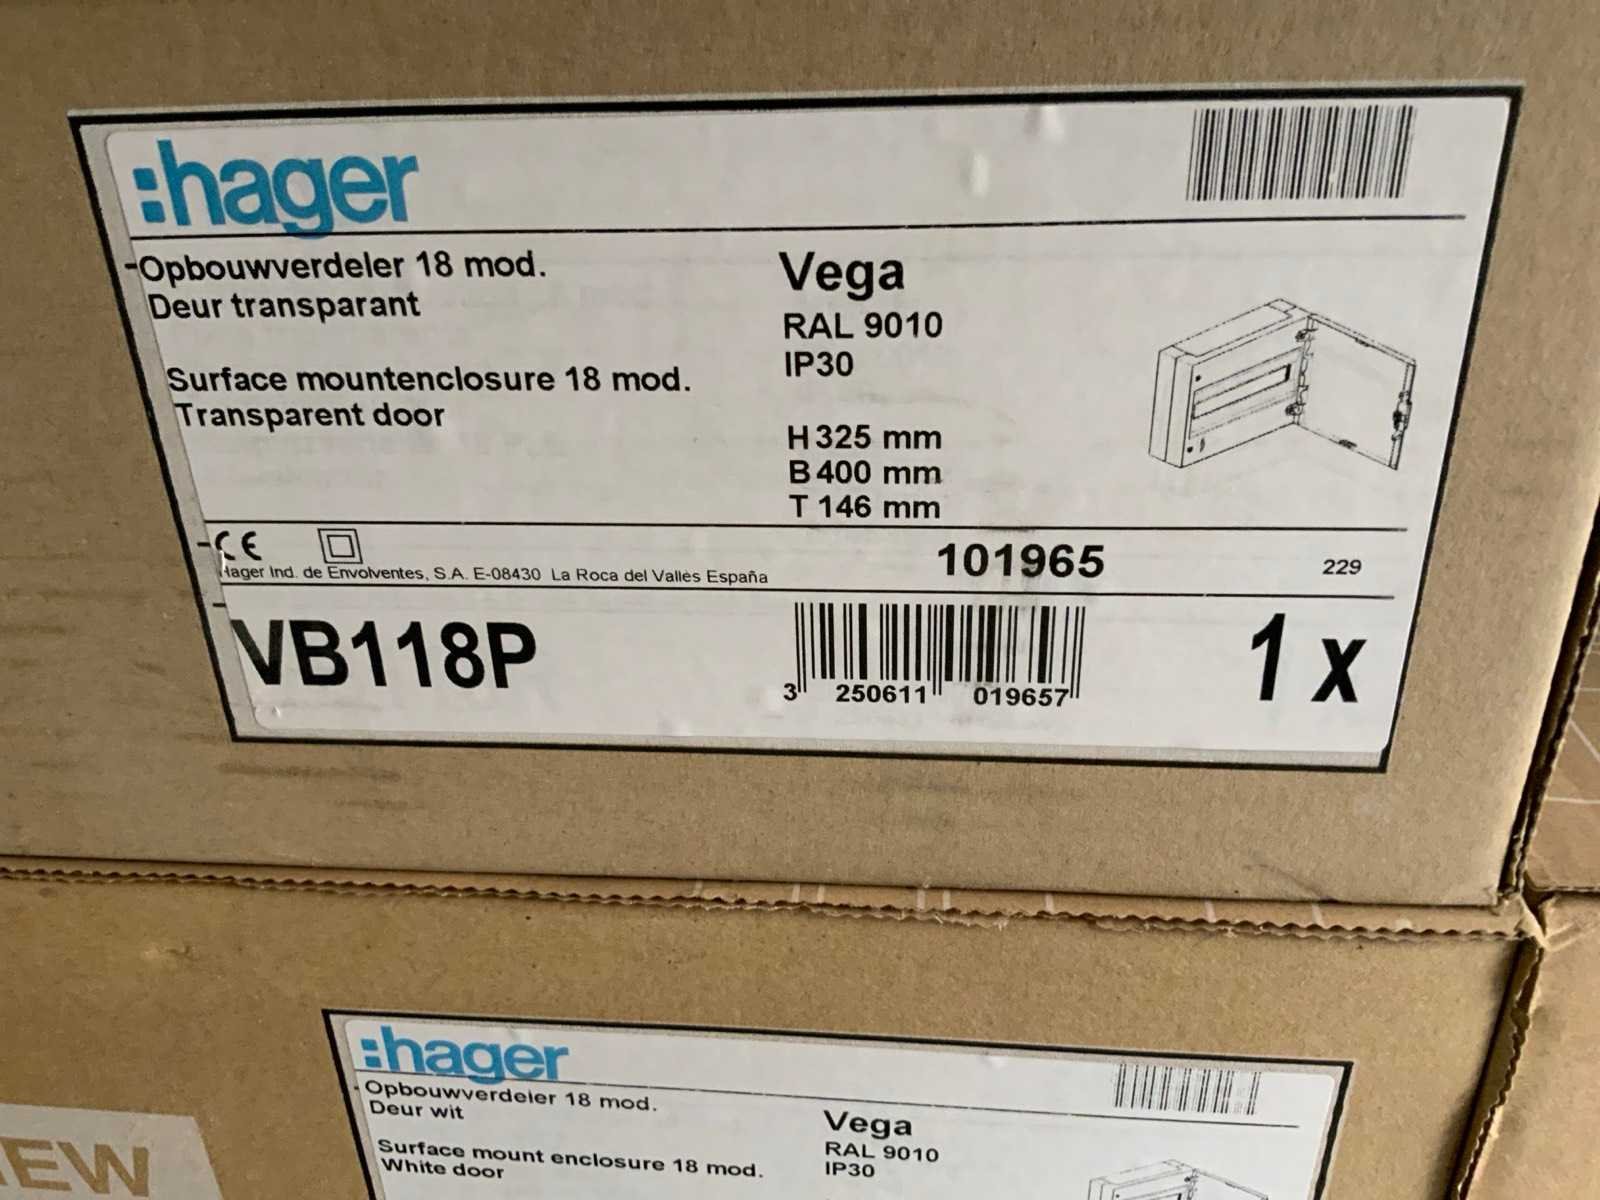 :hager
Opbouwverdeler 18 mod.
Deur transparant
Surface mountenclosure 18 mod.
Transparent door
Vega
RAL 9010
IP30
H 325 mm
B 400 mm
T 146 mm
CE
Hager Ind. de Envolventes, S.A. E-08430 La Roca del Vallès España
101965
229
VB118P
3 250611 019657
1 x
:hager
Opbouwverdeler 18 mod.
Deur wit
Surface mount enclosure 18 mod.
White door
Vega
RAL 9010
IP30
EW